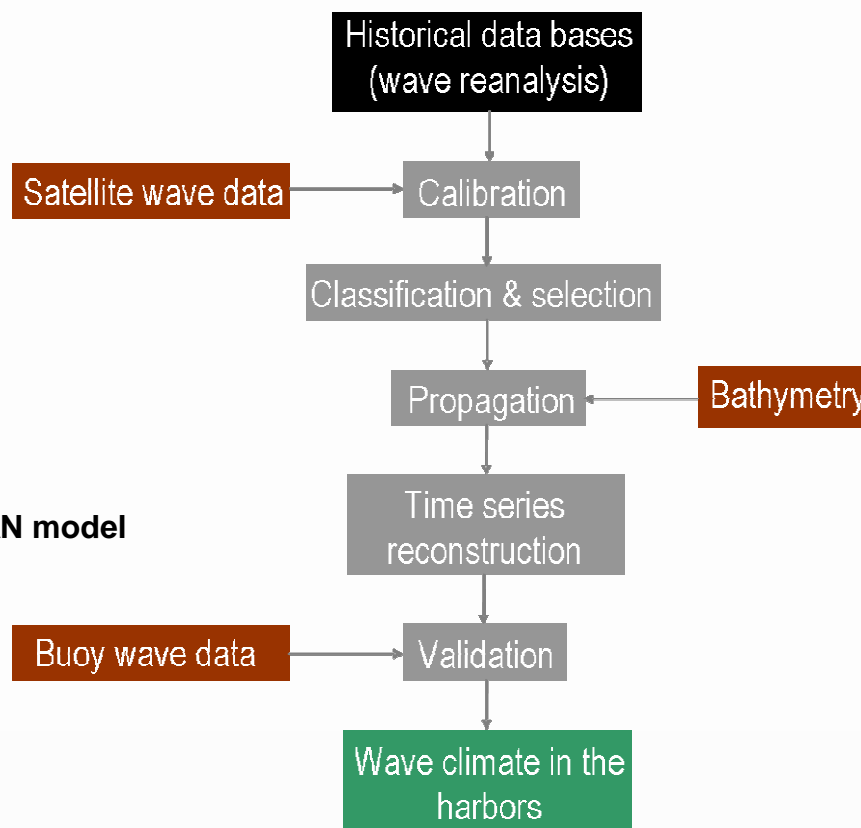 Historical data bases
(wave reanalysis)
Satellite wave data
Calibration
Classification & selection
Propagation
Bathymetry
Time series
reconstruction
N model
Buoy wave data
Validation
Wave climate in the
harbors